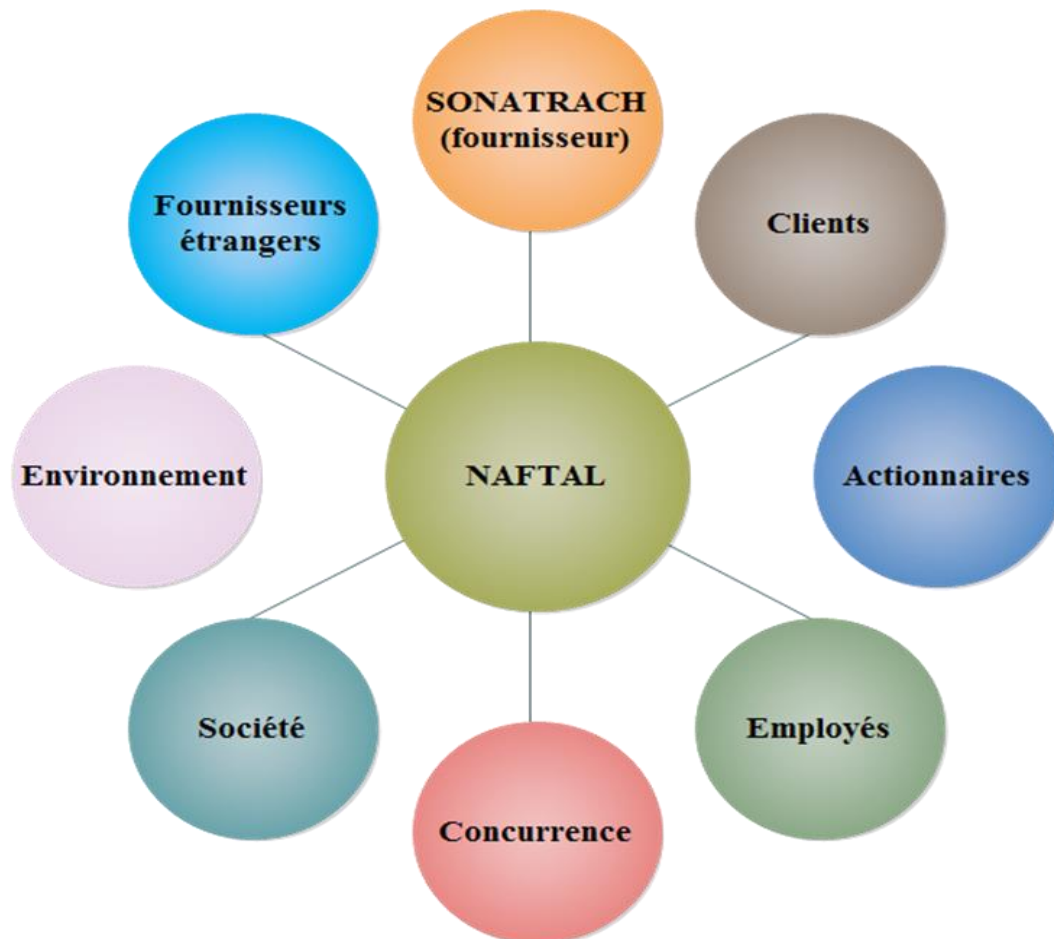 SONATRACH
(fournisseur)
Fournisseurs
étrangers
Clients
Environnement
NAFTAL
Actionnaires
Société
Employés
Concurrence